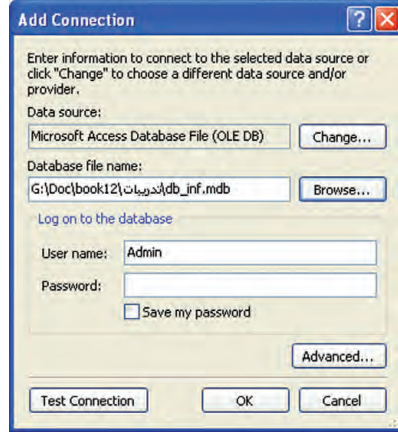 Add Connection
Enter information to connect to the selected data source or
click "Change" to choose a different data source and/or
provider.
Data source:
Microsoft Access Database File (OLE DB)
Change...
Database file name:
G:\Doc\book12\تدريبات\db_inf.mdb
Browse...
Log on to the database
User name:
Admin
Password:
Save my password
Advanced...
Test Connection
OK
Cancel